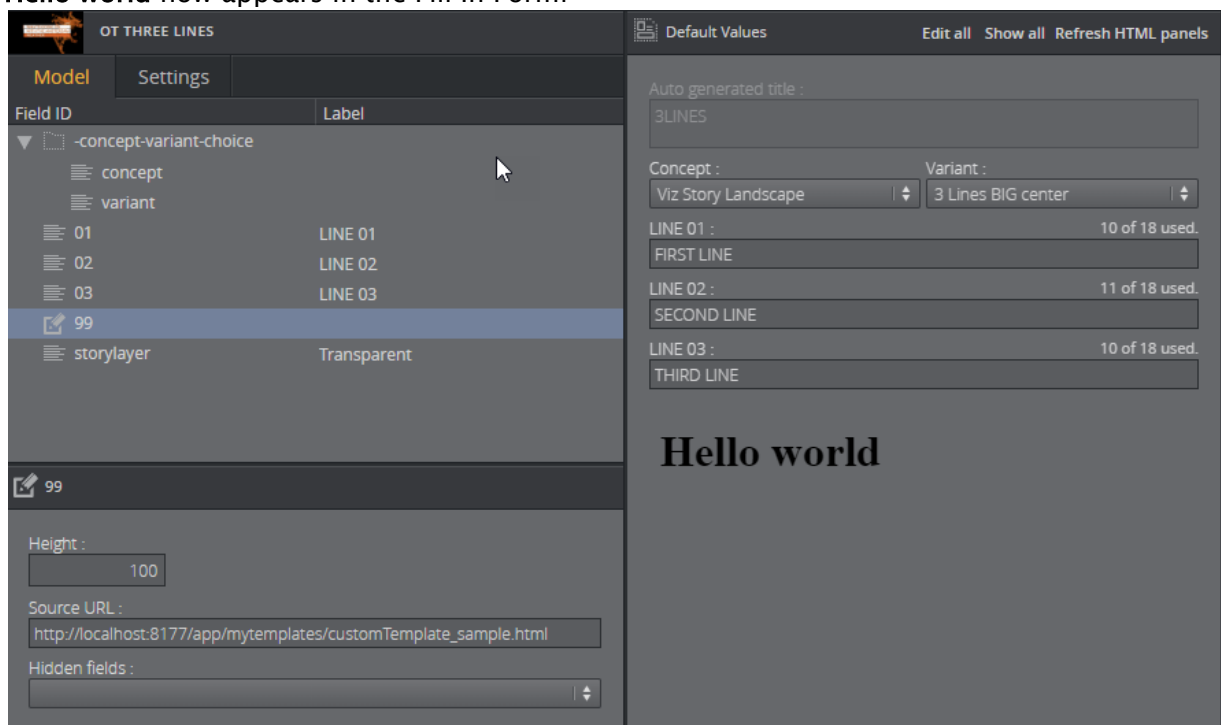 Hello world now appears in the Fill In Form.
OT THREE LINES
Model Settings
Field ID Label
-concept-variant-choice
concept
variant
01 LINE 01
02 LINE 02
03 LINE 03
99
storylayer Transparent
99
Height :
100
Source URL :
http://localhost:8177/app/mytemplates/customTemplate_sample.html
Hidden fields :
Default Values Edit all Show all Refresh HTML panels
Auto generated title :
3LINES
Concept : Variant :
Viz Story Landscape 3 Lines BIG center
LINE 01 : 10 of 18 used.
FIRST LINE
LINE 02 : 11 of 18 used.
SECOND LINE
LINE 03 : 10 of 18 used.
THIRD LINE
Hello world